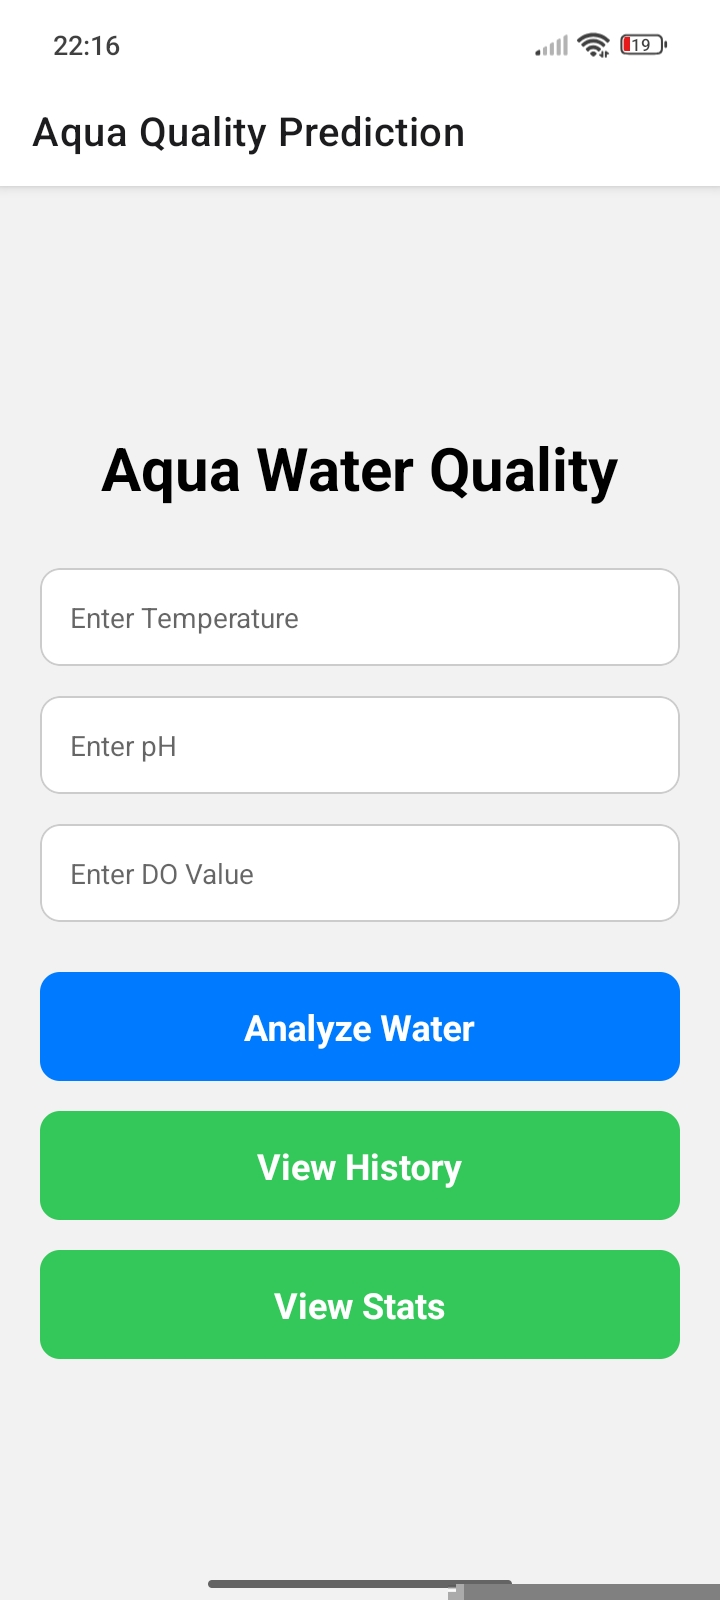 22:16
19
Aqua Quality Prediction
Aqua Water Quality
Enter Temperature
Enter pH
Enter DO Value
Analyze Water
View History
View Stats